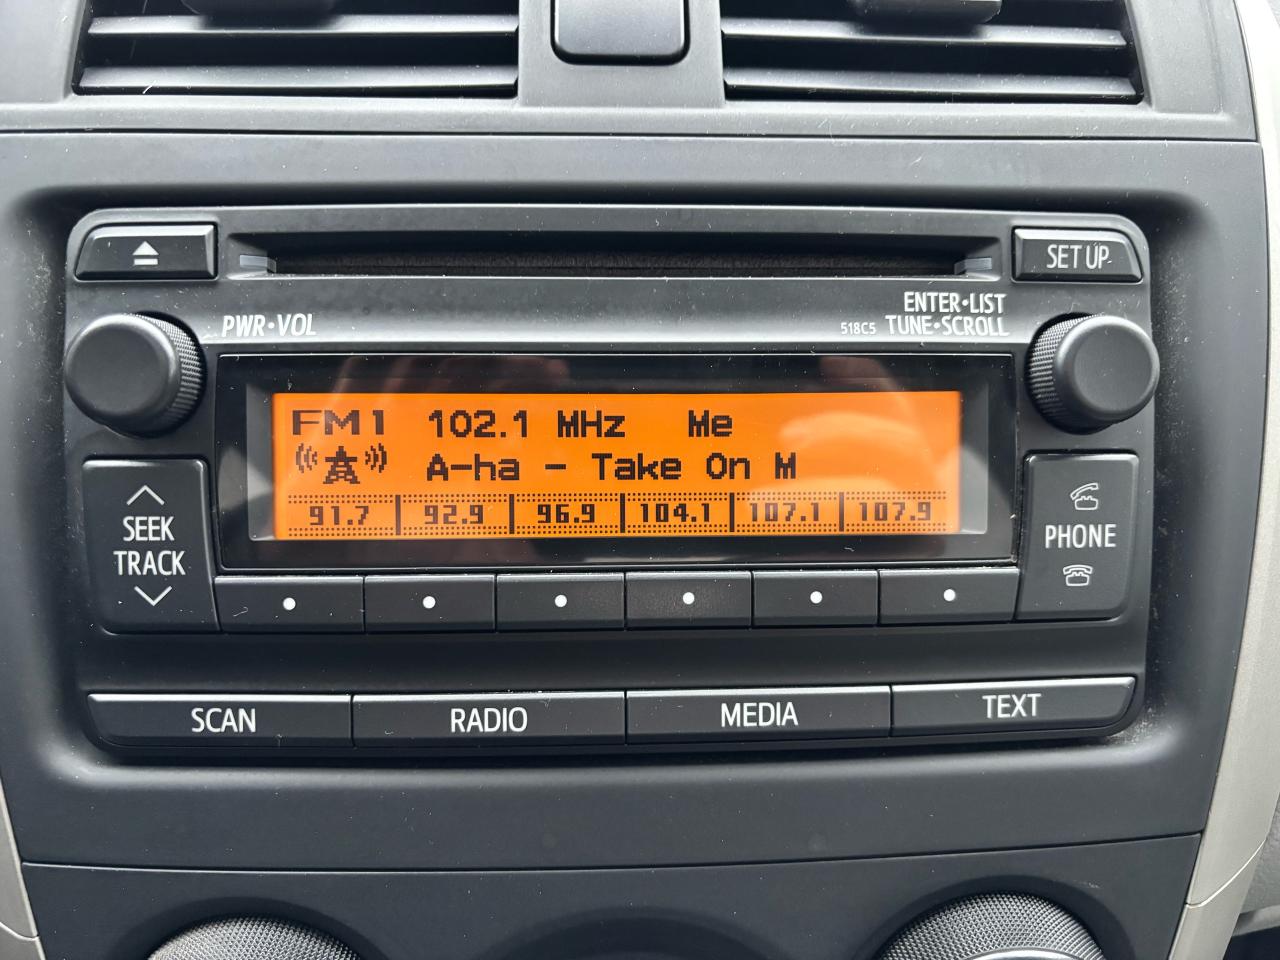 SET UP
ENTER•LIST
PWR•VOL
518C5 TUNE•SCROLL
FM1 102.1 MHz Me
A-ha - Take On M
91.7 92.9 96.9 104.1 107.1 107.9
SEEK
TRACK
PHONE
SCAN RADIO MEDIA TEXT